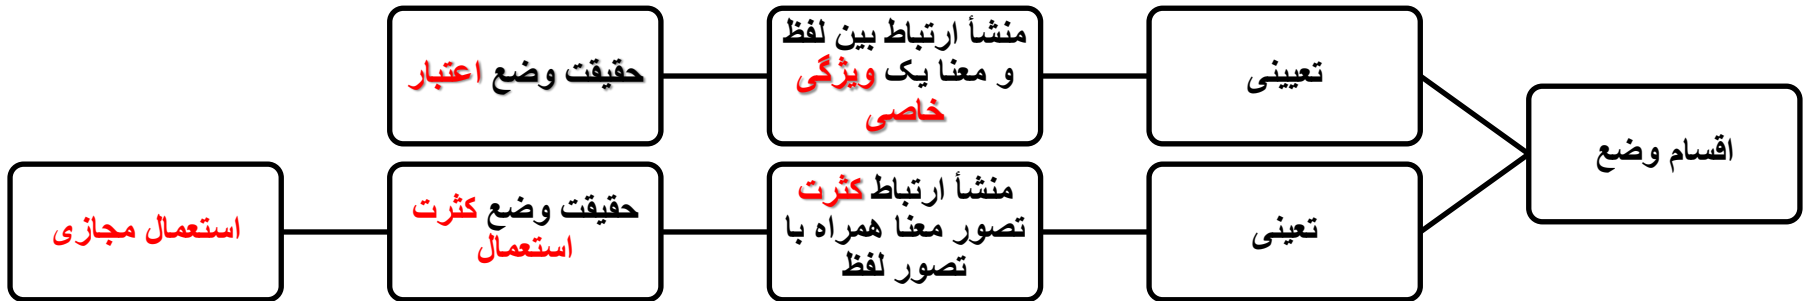 اقسام وضع
تعیینی
منشأ ارتباط بین لفظ
و معنا یک ویژگی
خاصی
حقیقت وضع اعتبار
تعینی
منشأ ارتباط کثرت
تصور معنا همراه با
تصور لفظ
حقیقت وضع کثرت
استعمال
استعمال مجازی